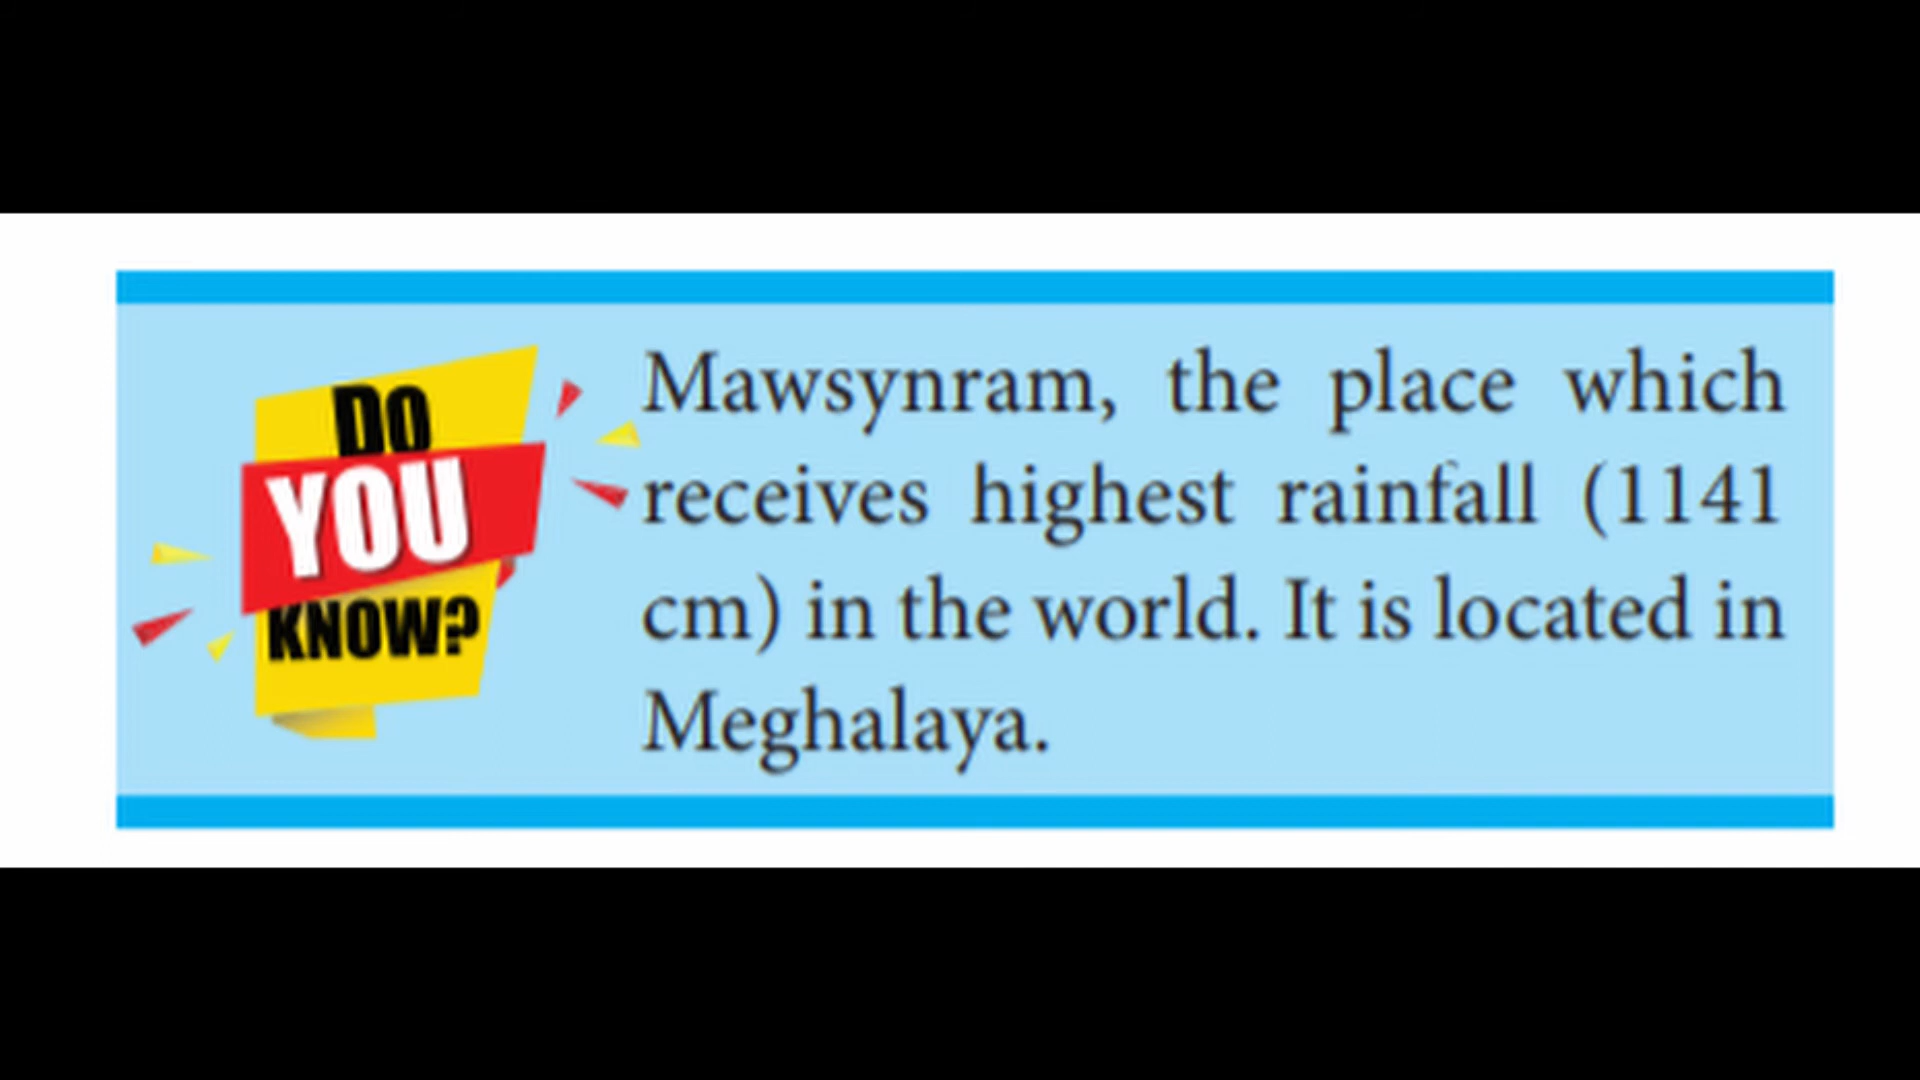 DO
YOU
KNOW?
Mawsynram, the place which
receives highest rainfall (1141
cm) in the world. It is located in
Meghalaya.